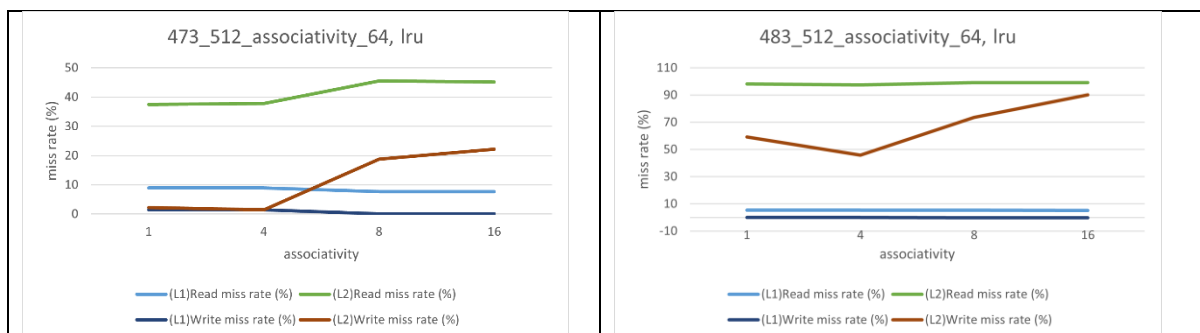 473_512_associativity_64, lru
50
40
30
20
10
0
miss rate (%)
1 4 8 16
associativity
(L1)Read miss rate (%) (L2)Read miss rate (%)
(L1)Write miss rate (%) (L2)Write miss rate (%)
483_512_associativity_64, lru
110
90
70
50
30
10
-10
miss rate (%)
1 4 8 16
associativity
(L1)Read miss rate (%) (L2)Read miss rate (%)
(L1)Write miss rate (%) (L2)Write miss rate (%)